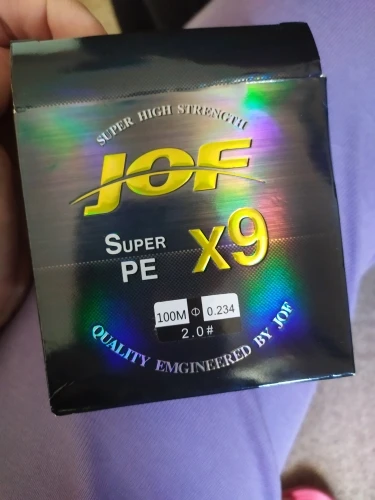 SUPER HIGH STRENGTH
JOF
SUPER PE
X9
100M Φ 0.234
2.0#
QUALITY EMGINEERED BY JOF